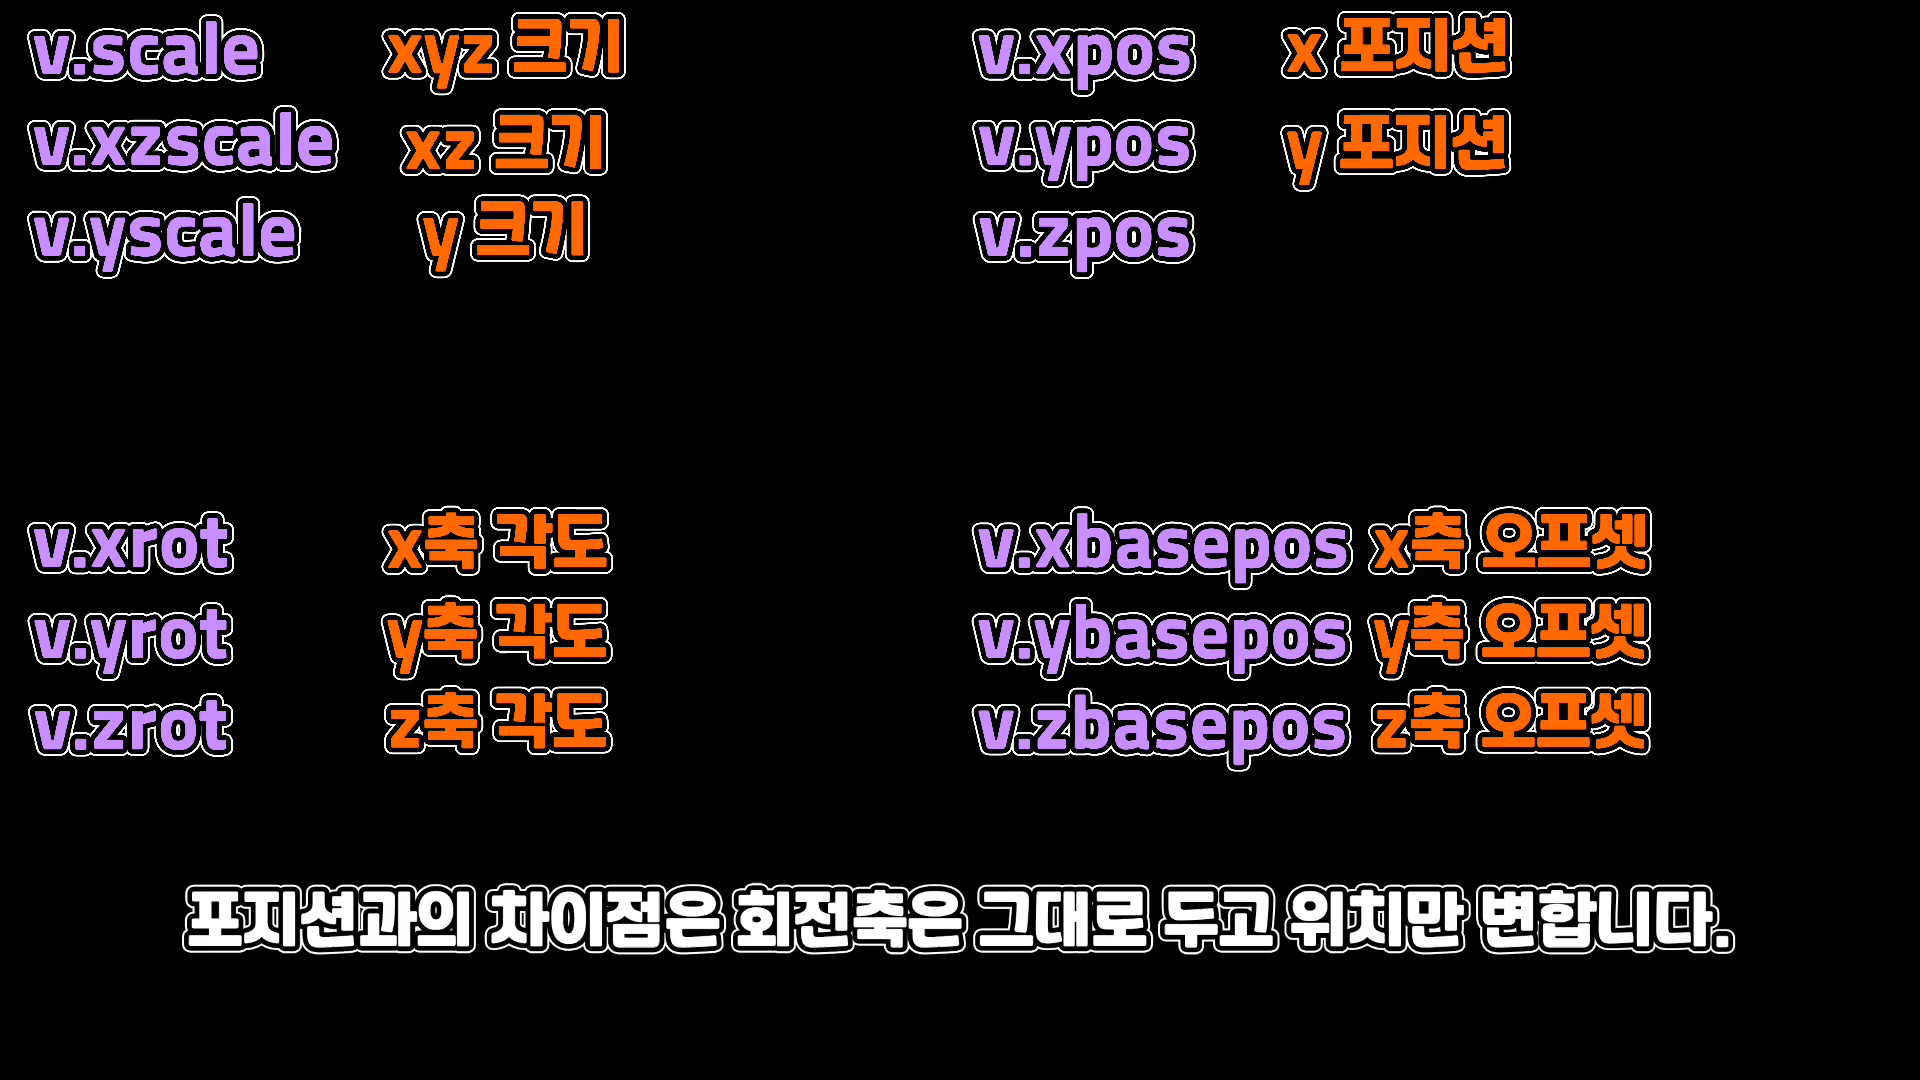 v.scale xyz 크기
v.xzscale xz 크기
v.yscale y 크기
v.xpos x 포지션
v.ypos y 포지션
v.zpos
v.xrot x축 각도
v.yrot y축 각도
v.zrot z축 각도
v.xbasepos x축 오프셋
v.ybasepos y축 오프셋
v.zbasepos z축 오프셋
포지션과의 차이점은 회전축은 그대로 두고 위치만 변합니다.